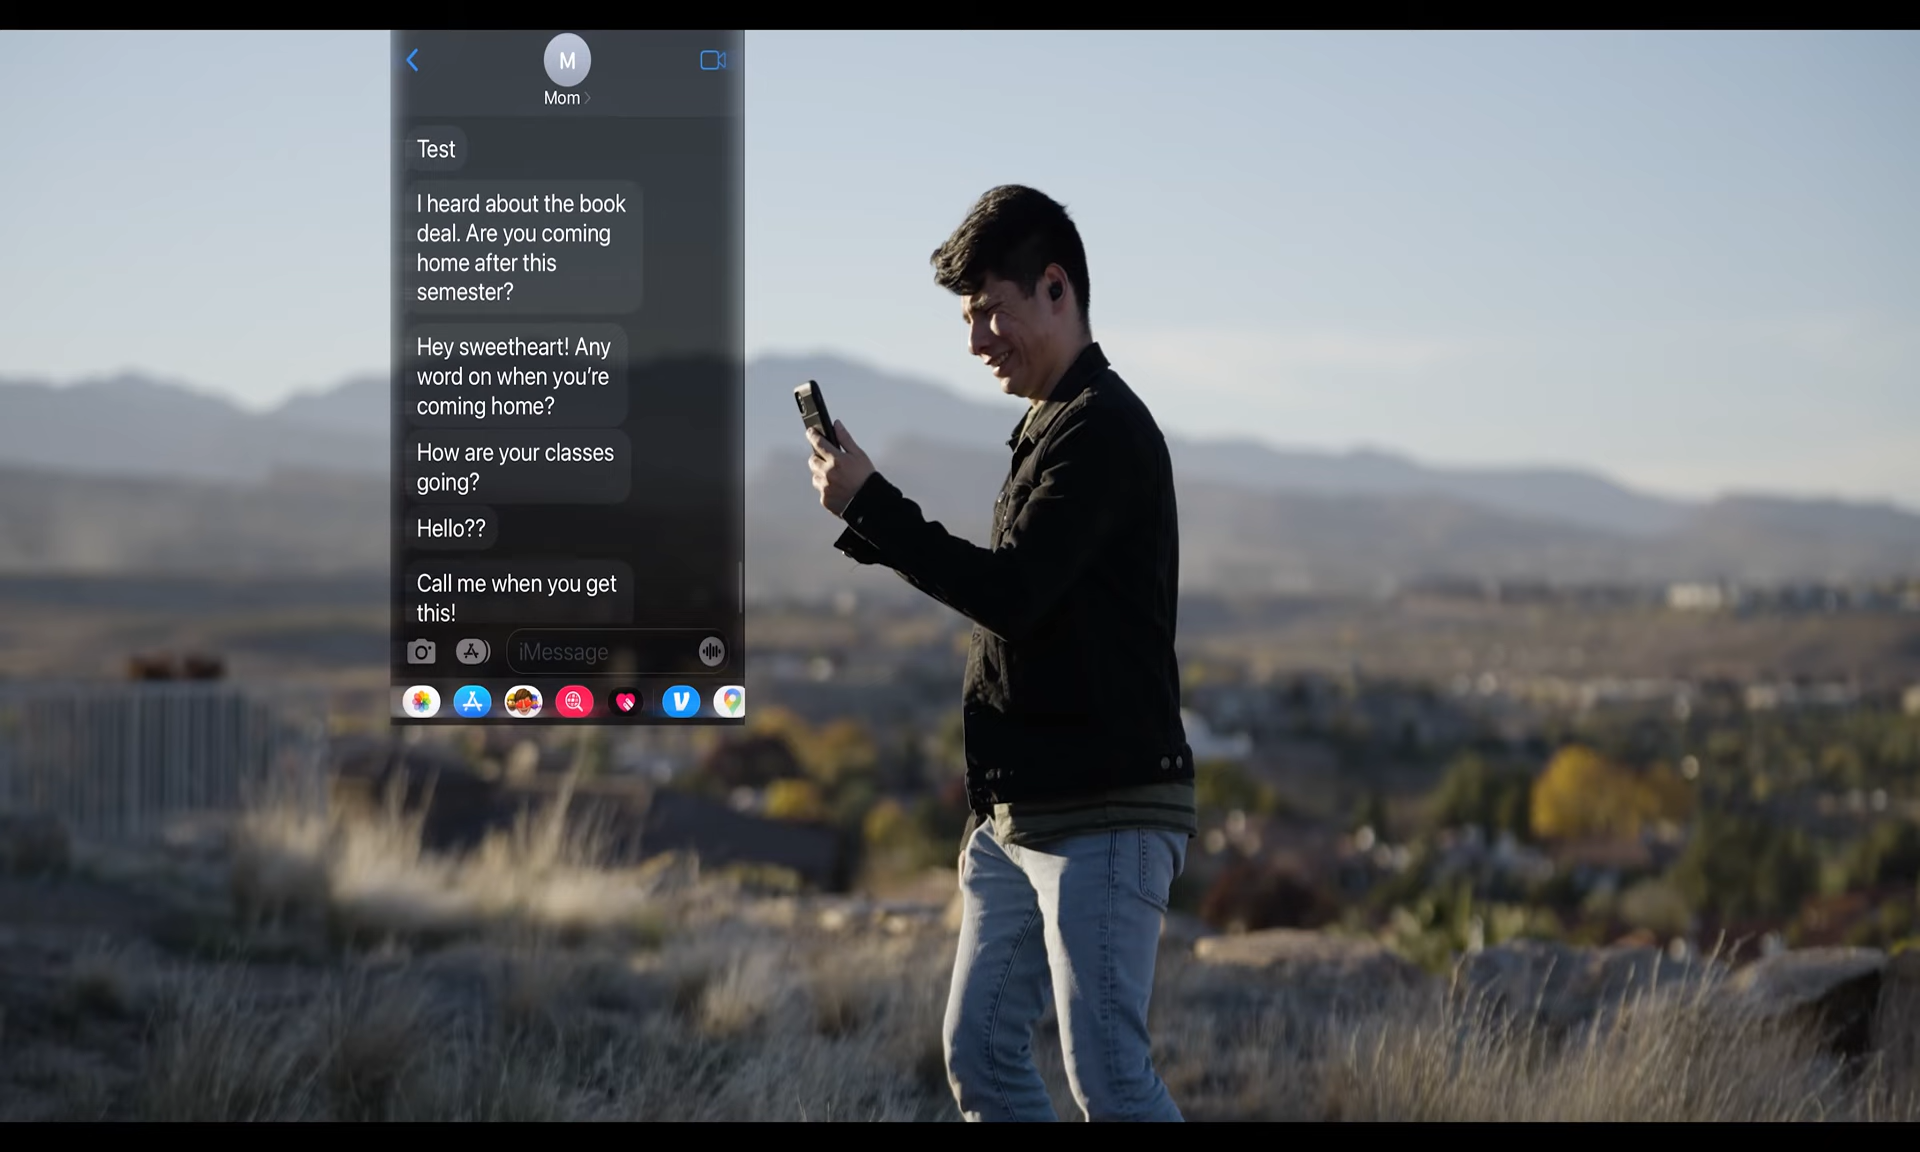 M
Mom
Test
I heard about the book
deal. Are you coming
home after this
semester?
Hey sweetheart! Any
word on when you're
coming home?
How are your classes
going?
Hello??
Call me when you get
this!
iMessage